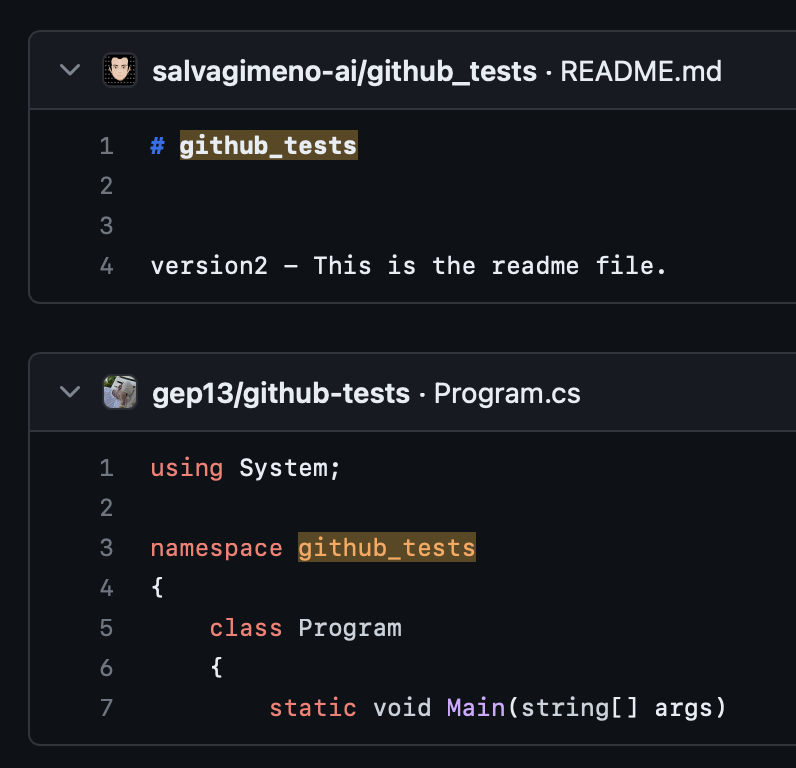 salvagimeno-ai/github_tests · README.md
1 # github_tests
2
3
4 version2 – This is the readme file.
gep13/github-tests · Program.cs
1 using System;
2
3 namespace github_tests
4 {
5 class Program
6 {
7 static void Main(string[] args)